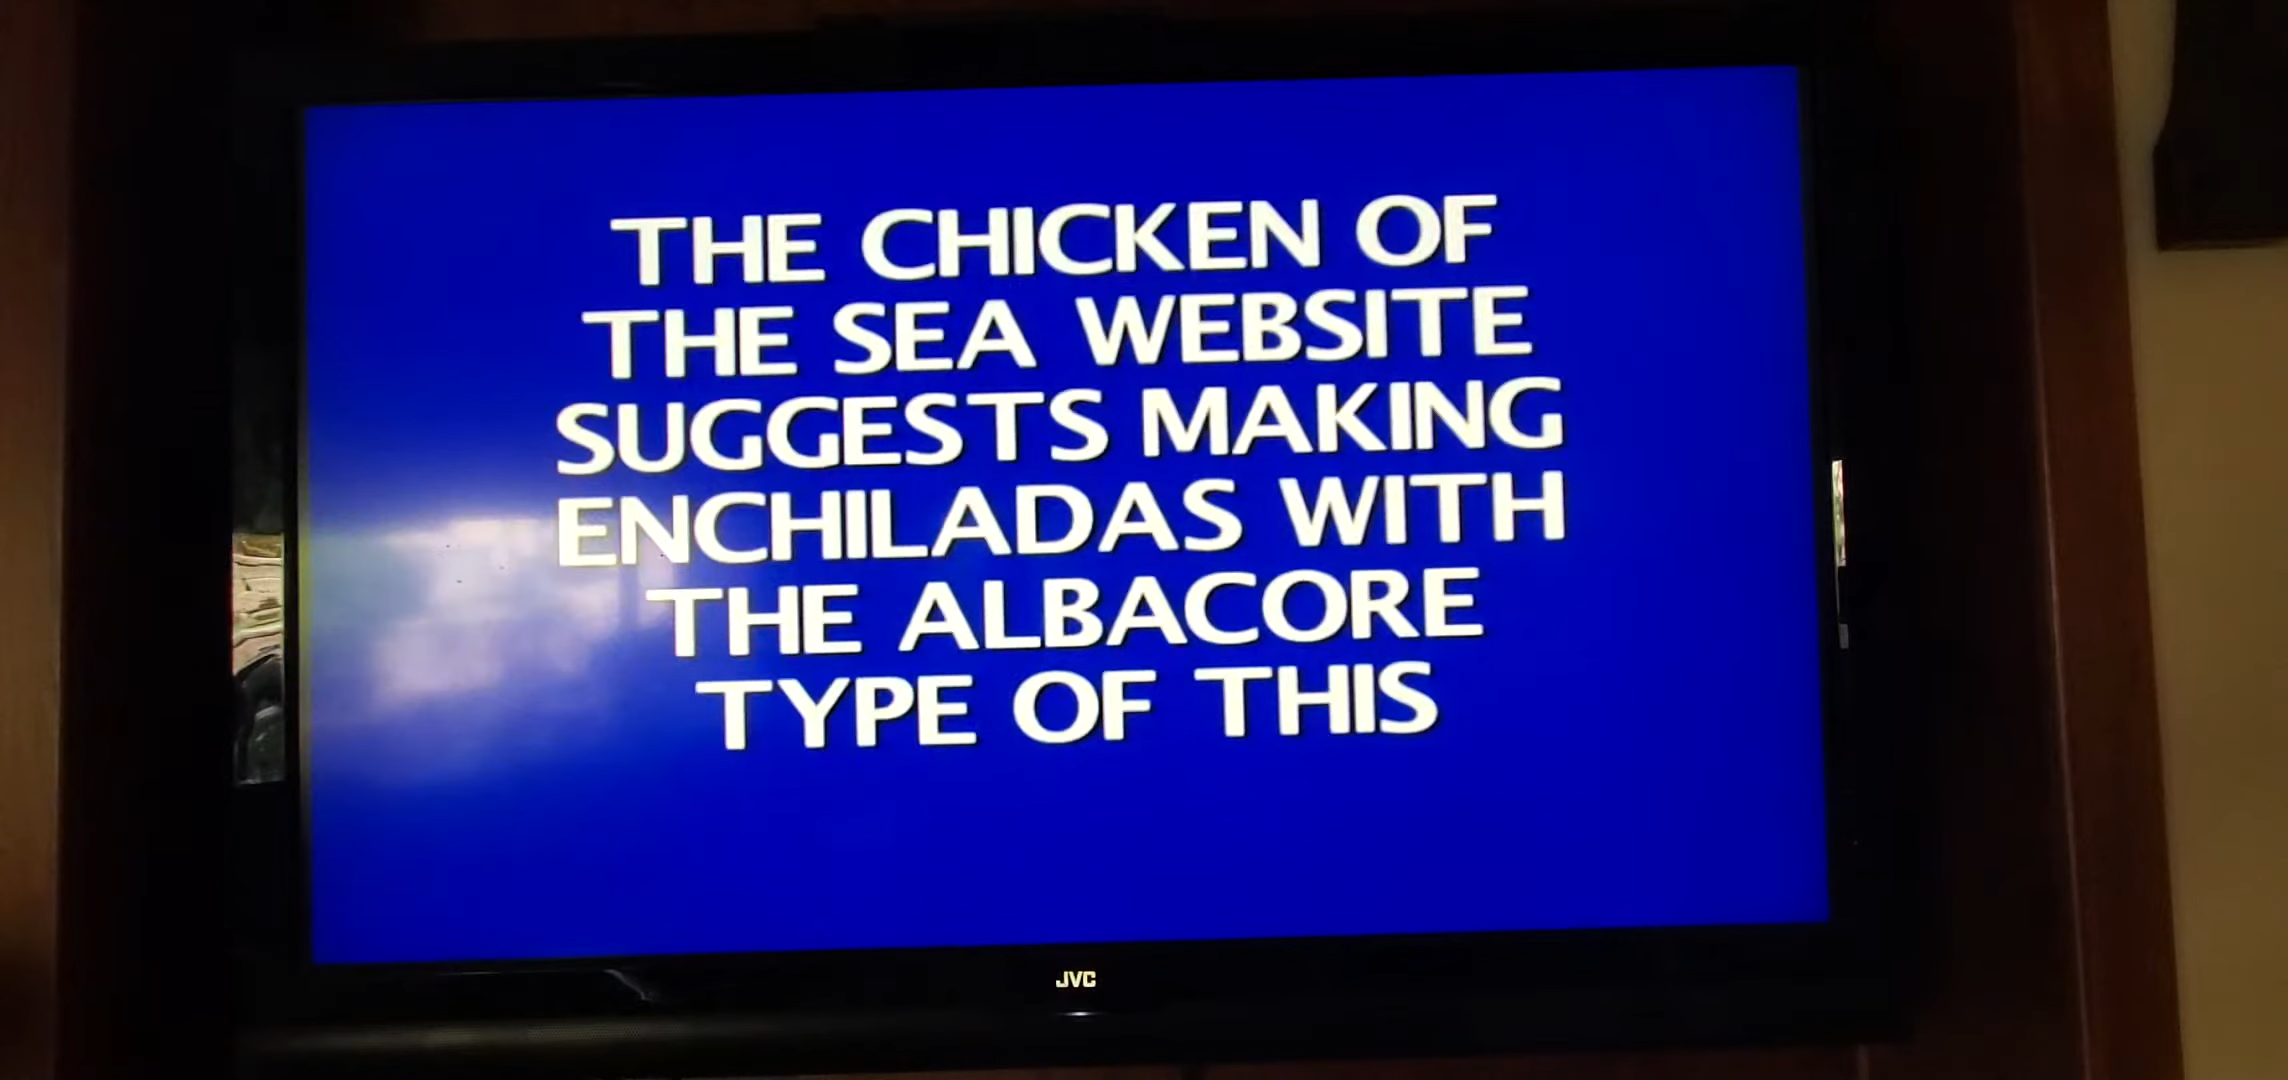 THE CHICKEN OF
THE SEA WEBSITE
SUGGESTS MAKING
ENCHILADAS WITH
THE ALBACORE
TYPE OF THIS
JVC